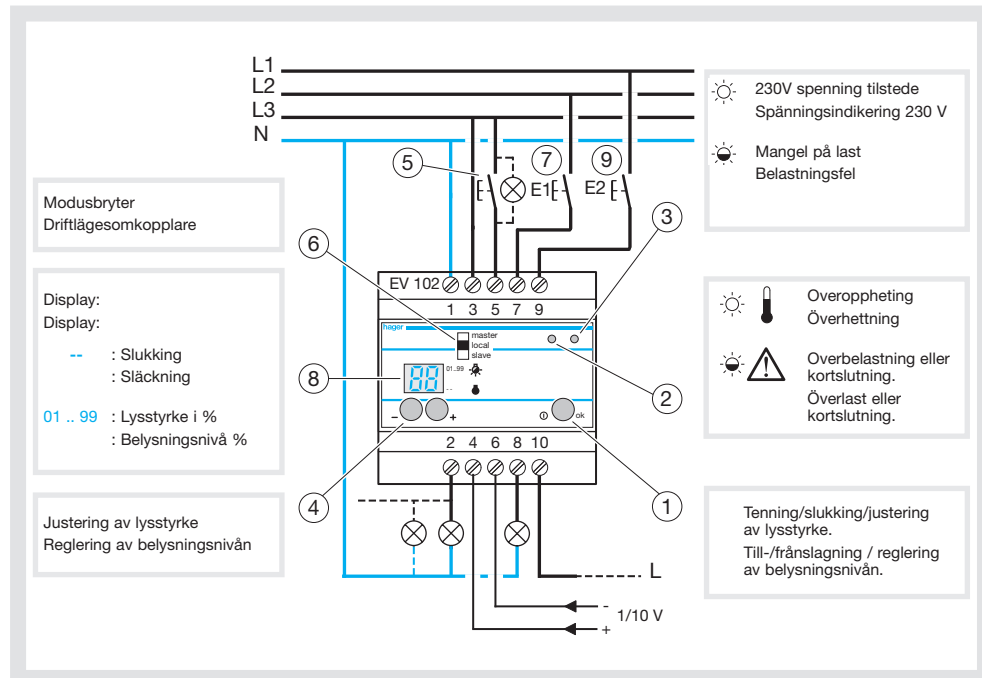 L1
L2
L3
N
5
7
9
E1
E2
3
6
8
2
4
1
230V spenning tilstede
Spänningsindikering 230 V
Mangel på last
Belastningsfel
Modusbryter
Driftlägesomkopplare
Display:
Display:
-- : Slukking
: Släckning
01 .. 99 : Lysstyrke i %
: Belysningsnivå %
Justering av lysstyrke
Reglering av belysningsnivån
EV 102
1 3 5 7 9
hager
master
local
slave
88
01..99
--
- +
ok
2 4 6 8 10
L
-
1/10 V
+
Overoppheting
Överhettning
Overbelastning eller
kortslutning.
Överlast eller
kortslutning.
Tenning/slukking/justering
av lysstyrke.
Till-/frånslagning / reglering
av belysningsnivån.